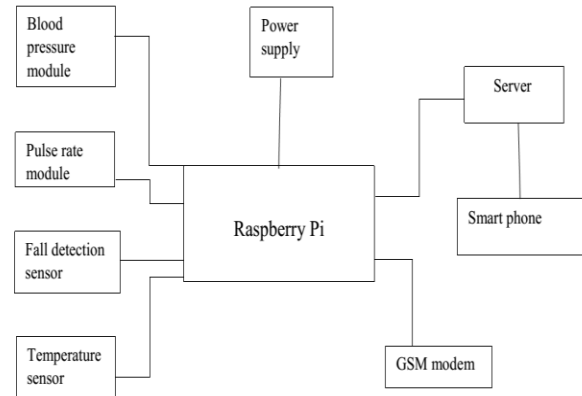 Blood
pressure
module
Power
supply
Server
Pulse rate
module
Raspberry Pi
Smart phone
Fall detection
sensor
Temperature
sensor
GSM modem